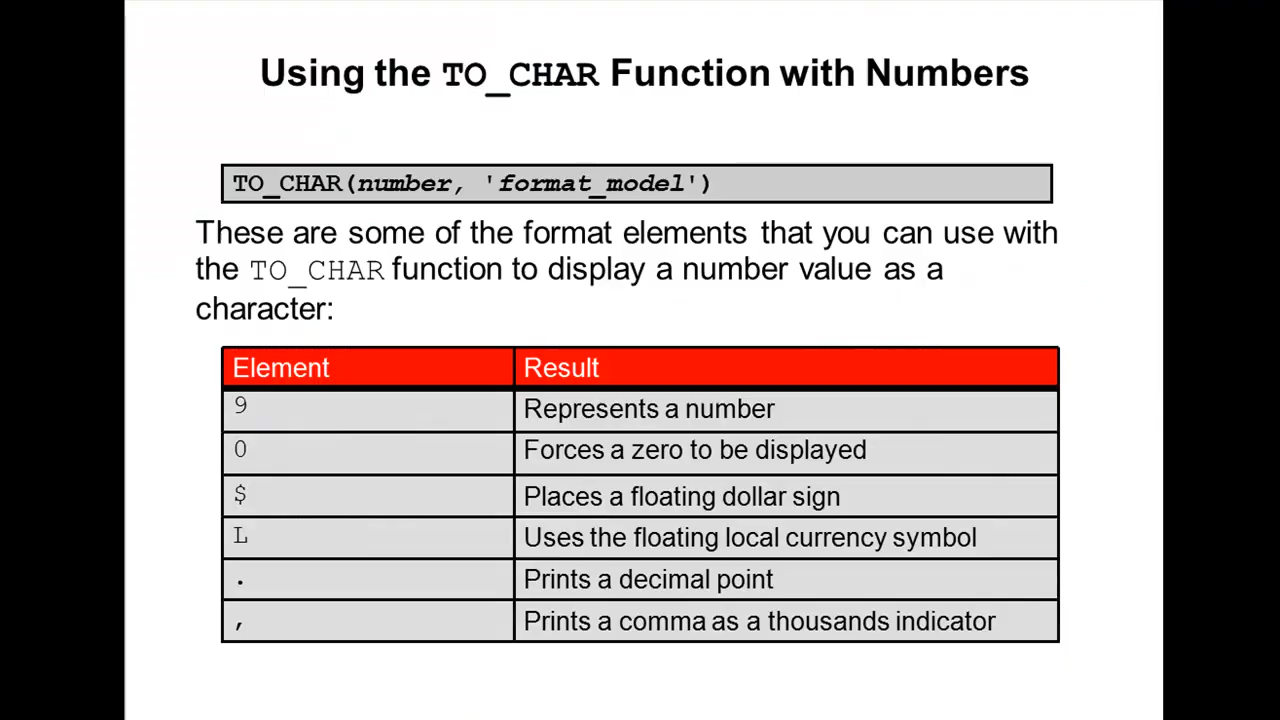 Using the TO_CHAR Function with Numbers
TO_CHAR(number, 'format_model')
These are some of the format elements that you can use with
the TO_CHAR function to display a number value as a
character:
Element Result
9 Represents a number
0 Forces a zero to be displayed
$ Places a floating dollar sign
L Uses the floating local currency symbol
. Prints a decimal point
, Prints a comma as a thousands indicator